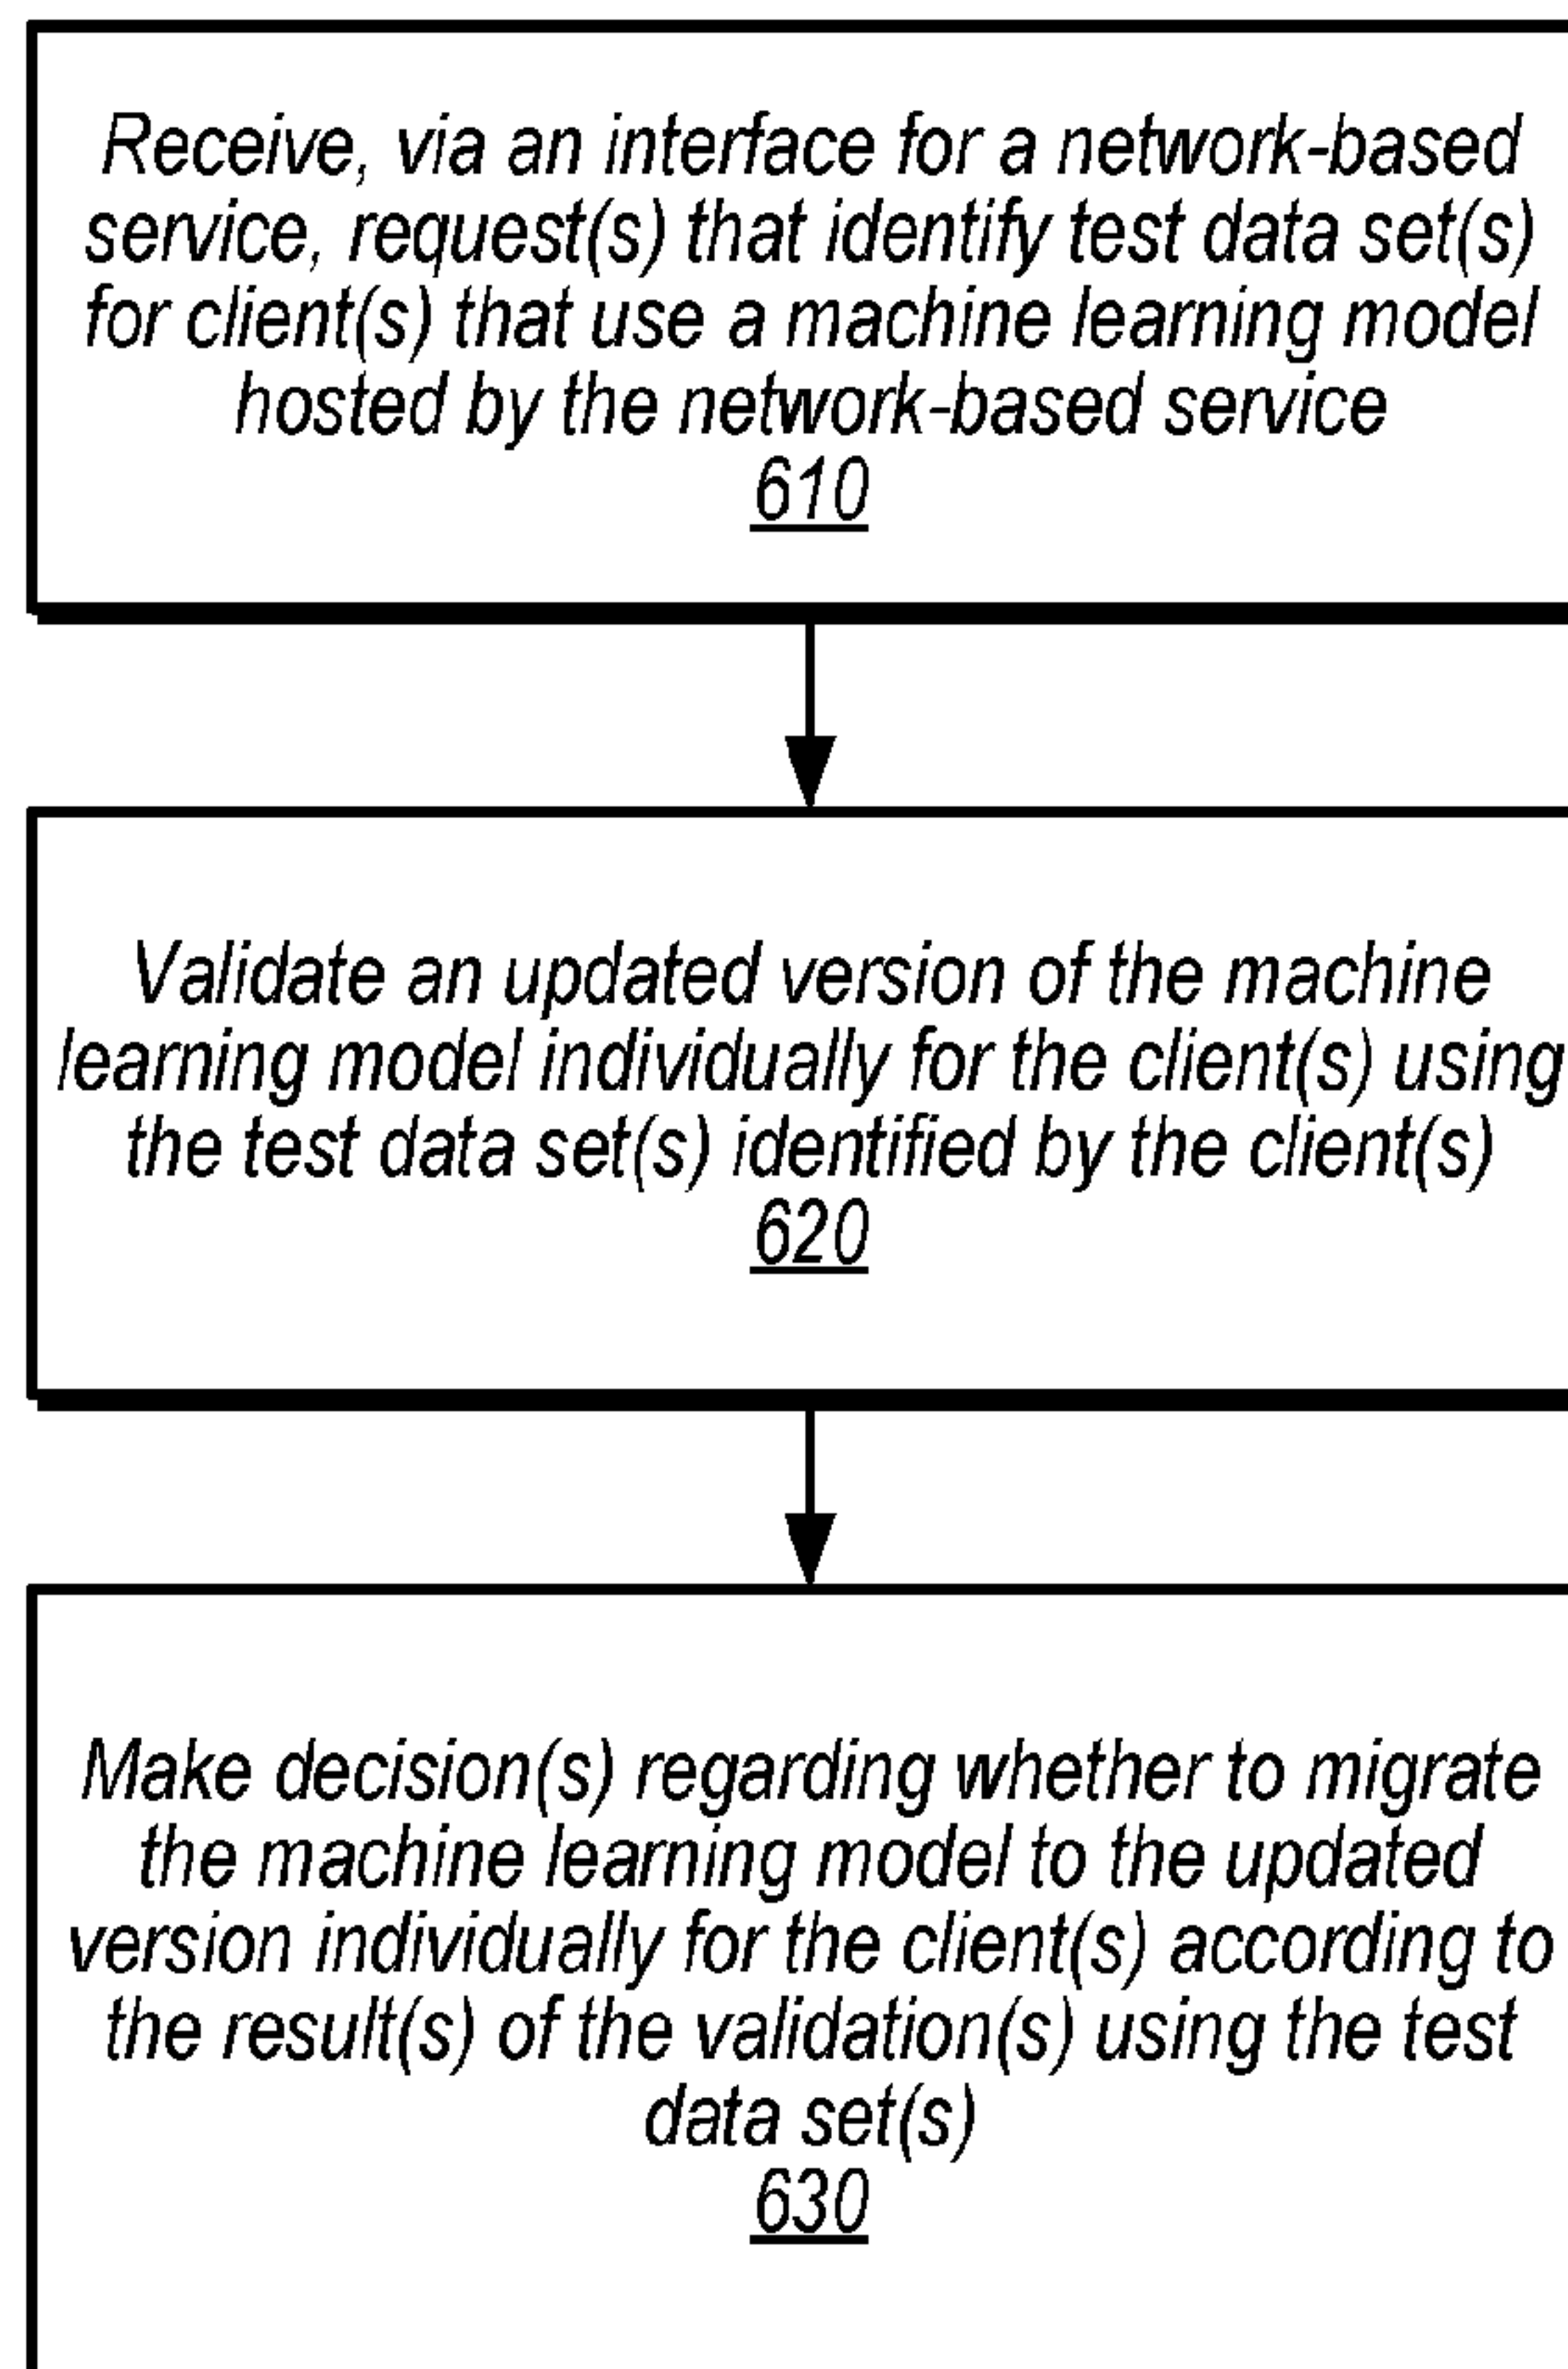 Receive, via an interface for a network-based
service, request(s) that identify test data set(s)
for client(s) that use a machine learning model
hosted by the network-based service
610
Validate an updated version of the machine
learning model individually for the client(s) using
the test data set(s) identified by the client(s)
620
Make decision(s) regarding whether to migrate
the machine learning model to the updated
version individually for the client(s) according to
the result(s) of the validation(s) using the test
data set(s)
630